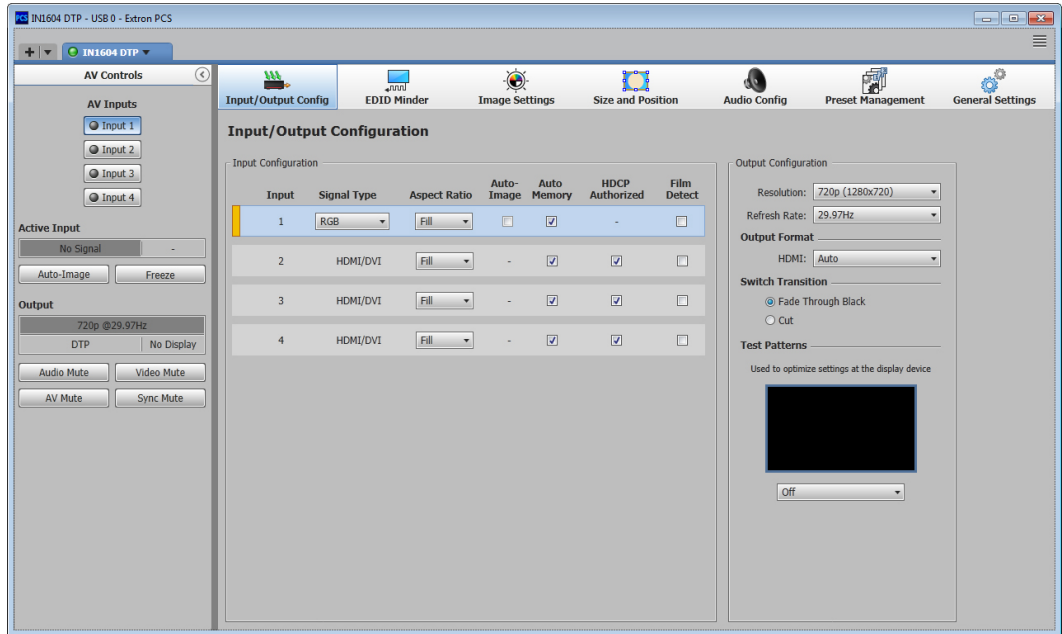 PCS IN1604 DTP - USB 0 - Extron PCS
IN1604 DTP
AV Controls
AV Inputs
Input 1
Input 2
Input 3
Input 4
Active Input
No Signal -
Auto-Image Freeze
Output
720p @29.97Hz
DTP No Display
Audio Mute Video Mute
AV Mute Sync Mute
Input/Output Config EDID Minder Image Settings Size and Position Audio Config Preset Management General Settings
Input/Output Configuration
Input Configuration
Input Signal Type Aspect Ratio Auto-Image Auto Memory HDCP Authorized Film Detect
1 RGB Fill -
2 HDMI/DVI Fill -
3 HDMI/DVI Fill -
4 HDMI/DVI Fill -
Output Configuration
Resolution: 720p (1280x720)
Refresh Rate: 29.97Hz
Output Format
HDMI: Auto
Switch Transition
Fade Through Black
Cut
Test Patterns
Used to optimize settings at the display device
Off